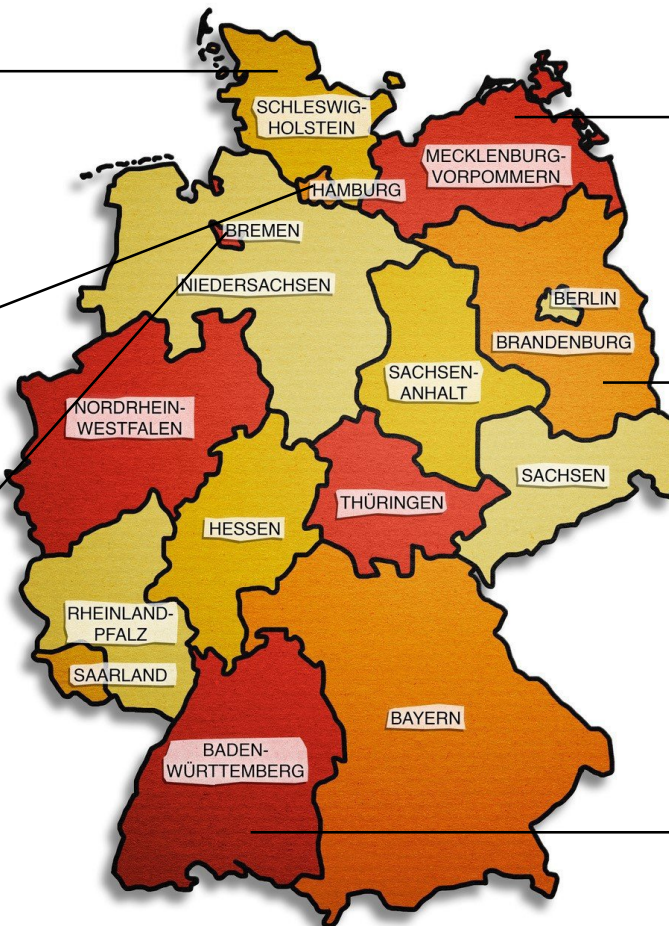 SCHLESWIG-
HOLSTEIN
MECKLENBURG-
VORPOMMERN
HAMBURG
BREMEN
NIEDERSACHSEN
BERLIN
BRANDENBURG
SACHSEN-
ANHALT
NORDRHEIN-
WESTFALEN
SACHSEN
THÜRINGEN
HESSEN
RHEINLAND-
PFALZ
SAARLAND
BAYERN
BADEN-
WÜRTTEMBERG